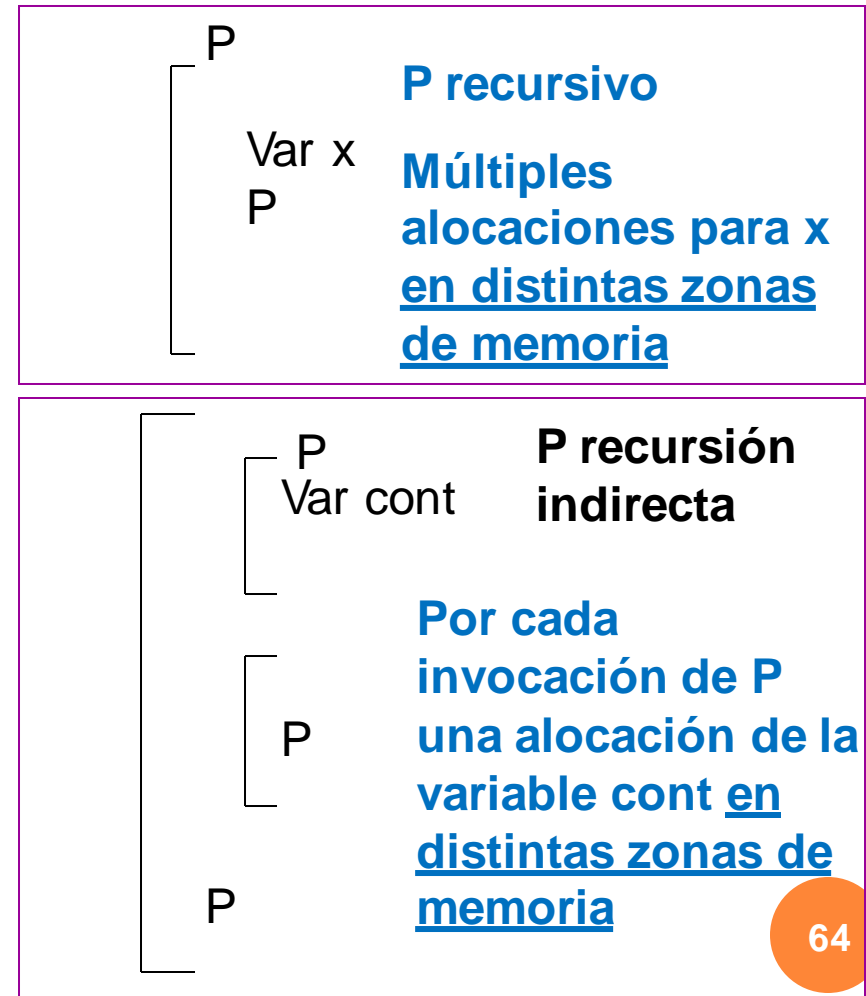 P
P recursivo
Var x
P
Múltiples
alocaciones para x
en distintas zonas
de memoria
P
Var cont
P recursión
indirecta
Por cada
invocación de P
una alocación de la
variable cont en
distintas zonas de
memoria
P
P
64